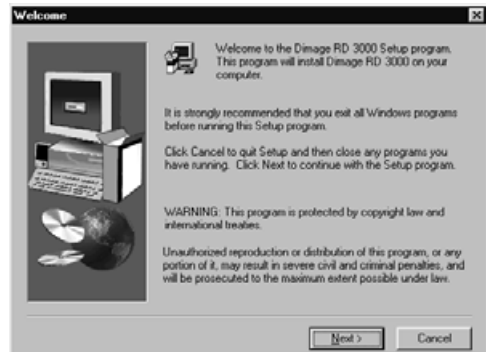 Welcome
Welcome to the Dimage RD 3000 Setup program.
This program will install Dimage RD 3000 on your
computer.
It is strongly recommended that you exit all Windows programs
before running this Setup program.
Click Cancel to quit Setup and then close any programs you
have running. Click Next to continue with the Setup program.
WARNING: This program is protected by copyright law and
international treaties.
Unauthorized reproduction or distribution of this program, or any
portion of it, may result in severe civil and criminal penalties, and
will be prosecuted to the maximum extent possible under law.
Next >
Cancel